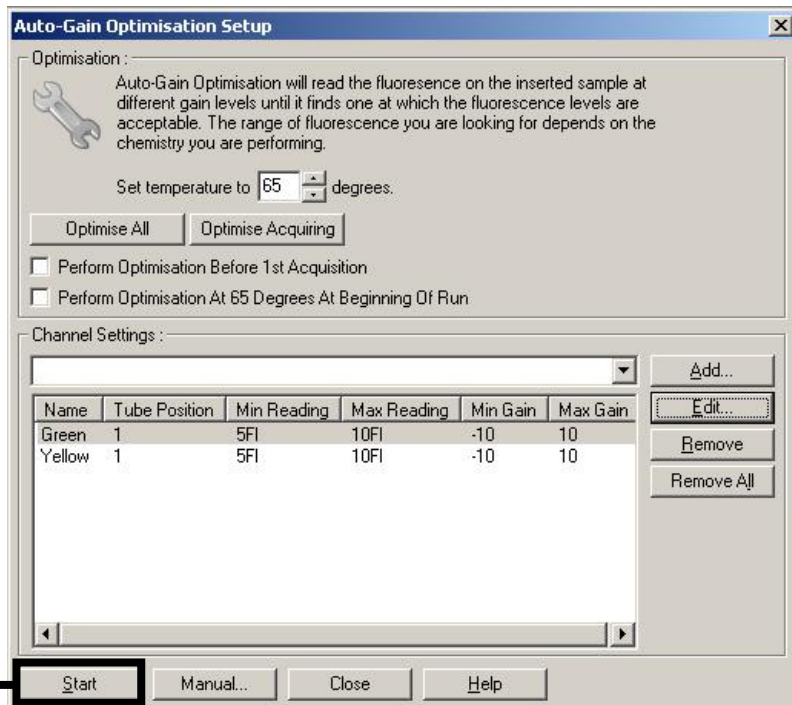 Auto-Gain Optimisation Setup
Optimisation :
Auto-Gain Optimisation will read the fluoresence on the inserted sample at
different gain levels until it finds one at which the fluorescence levels are
acceptable. The range of fluorescence you are looking for depends on the
chemistry you are performing.
Set temperature to 65 degrees.
Optimise All Optimise Acquiring
Perform Optimisation Before 1st Acquisition
Perform Optimisation At 65 Degrees At Beginning Of Run
Channel Settings :
Add...
Name Tube Position Min Reading Max Reading Min Gain Max Gain
Edit...
Green 1 5Fl 10Fl -10 10
Yellow 1 5Fl 10Fl -10 10
Remove
Remove All
Start Manual... Close Help